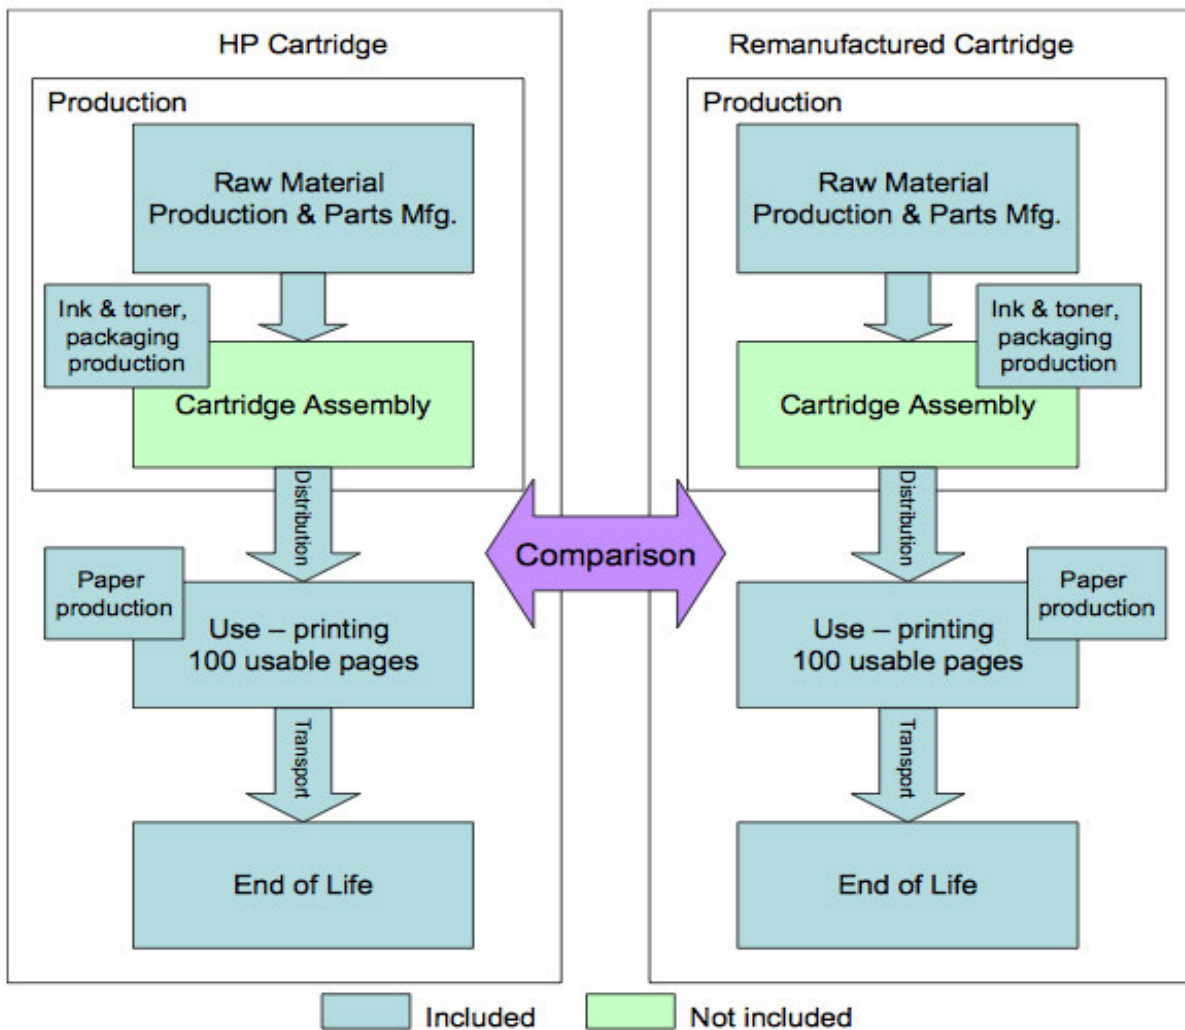 HP Cartridge
Production
Raw Material
Production & Parts Mfg.
Ink & toner,
packaging
production
Cartridge Assembly
Distribution
Paper
production
Use – printing
100 usable pages
Transport
End of Life
Comparison
Remanufactured Cartridge
Production
Raw Material
Production & Parts Mfg.
Ink & toner,
packaging
production
Cartridge Assembly
Distribution
Paper
production
Use – printing
100 usable pages
Transport
End of Life
Included
Not included